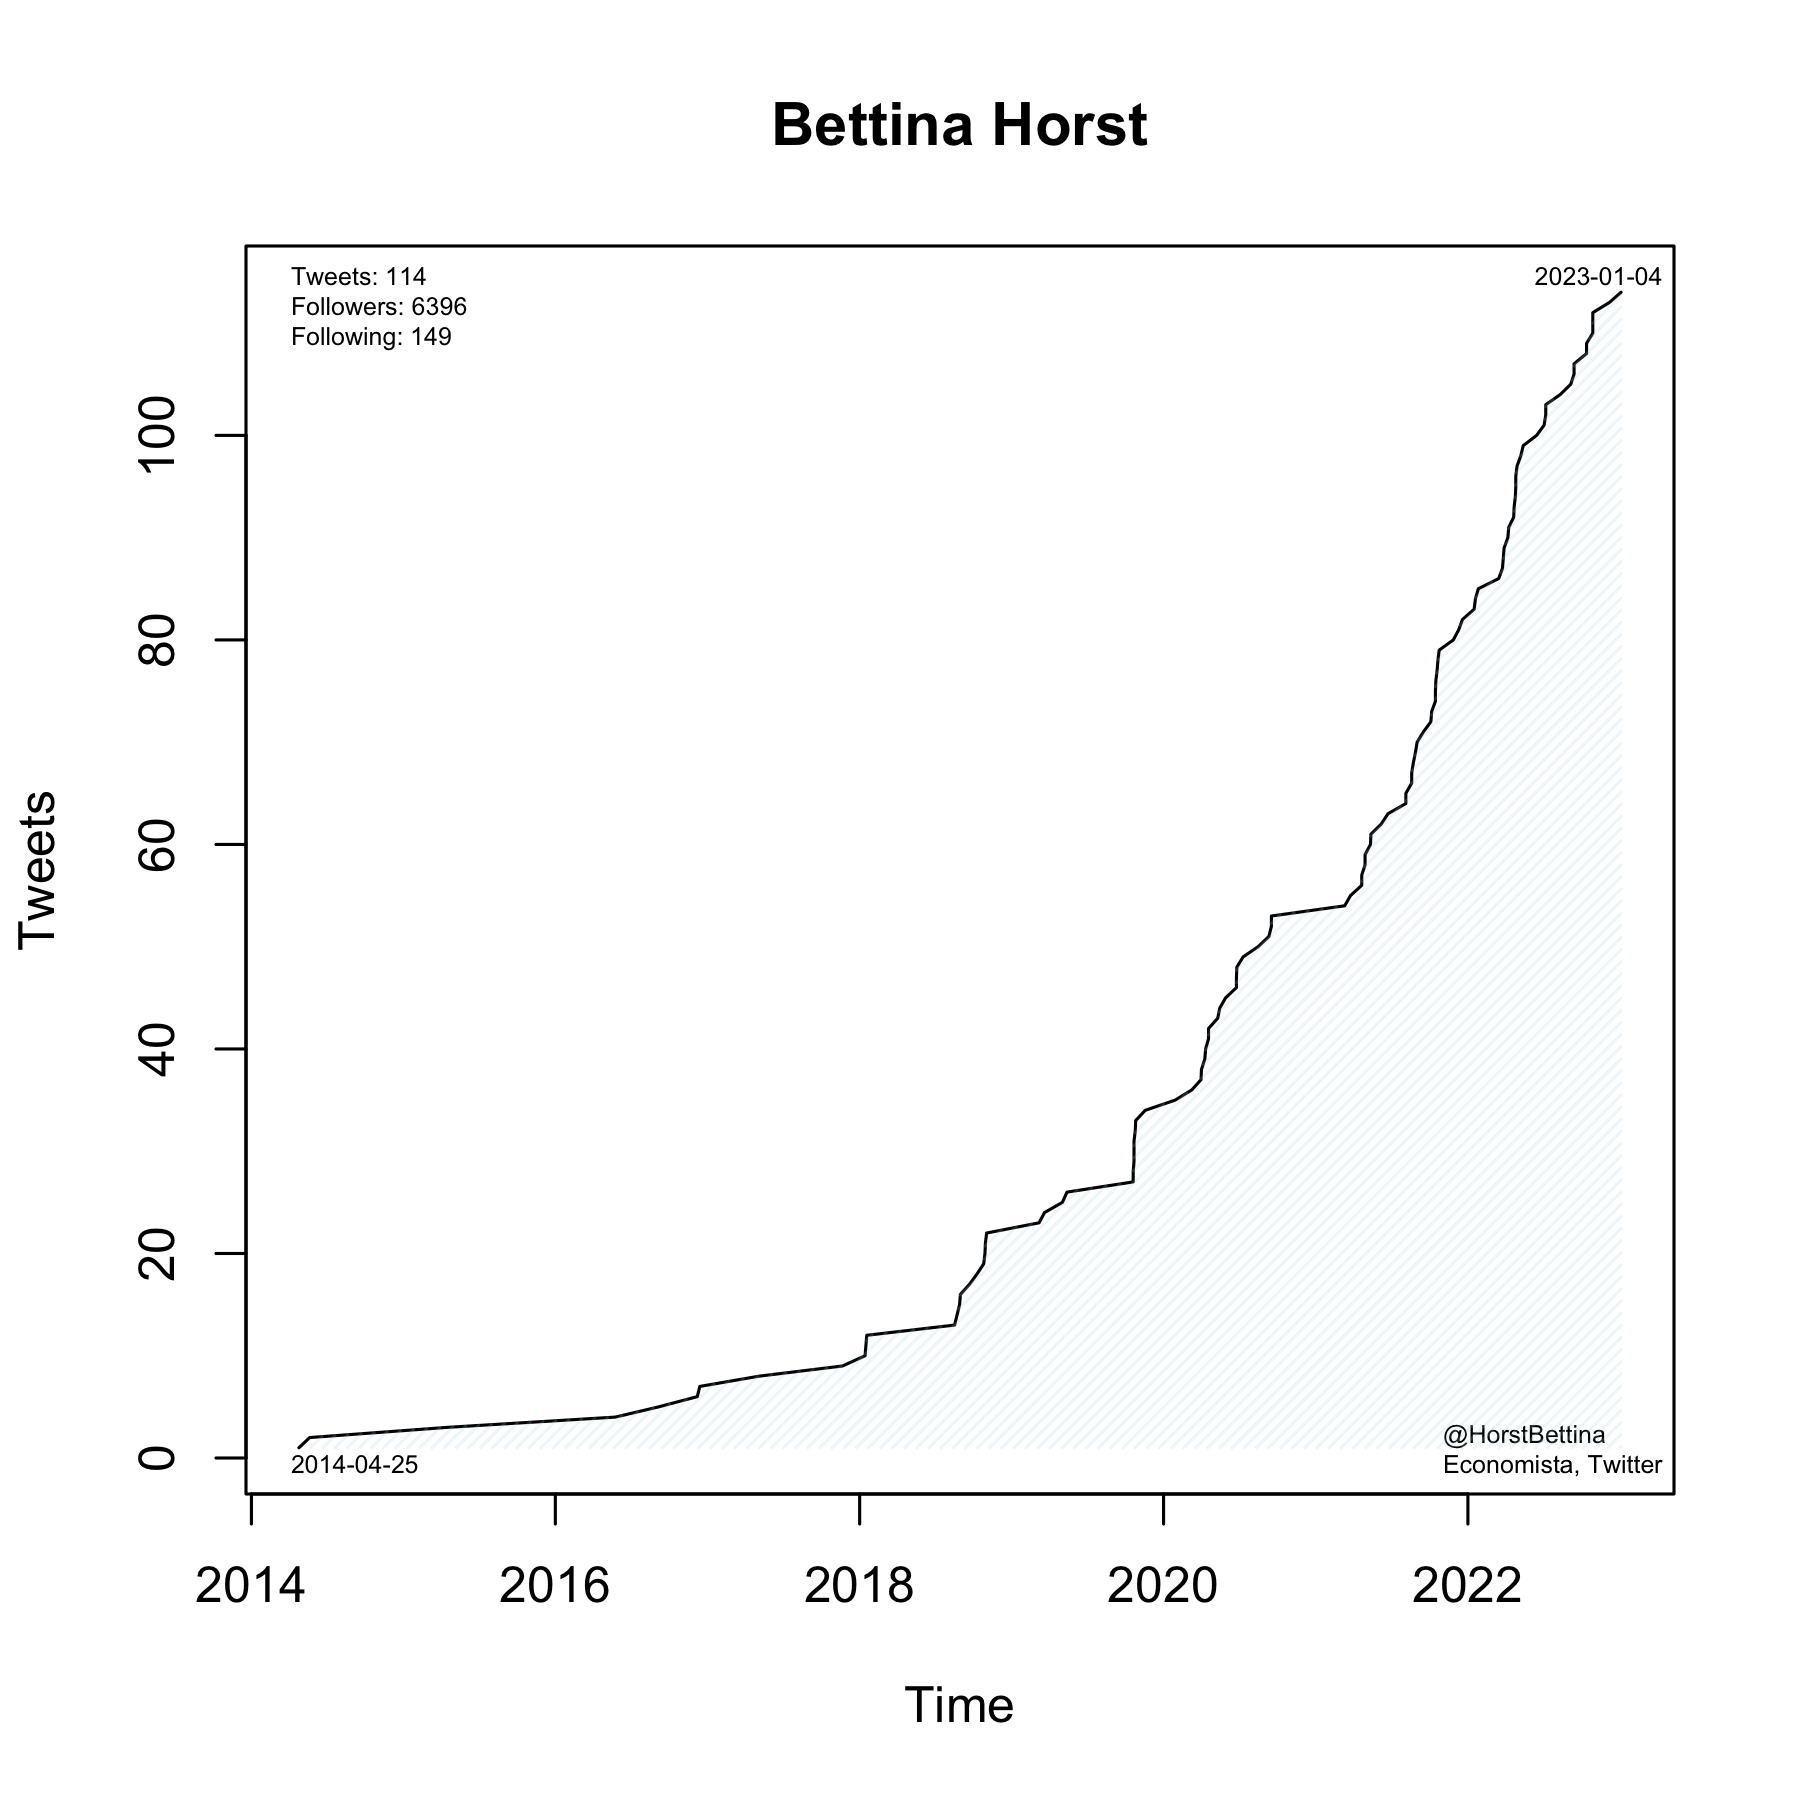 Bettina Horst
Tweets: 114
Followers: 6396
Following: 149
2023-01-04
Tweets
100
80
60
40
20
0
2014-04-25
@HorstBettina
Economista, Twitter
2014 2016 2018 2020 2022
Time